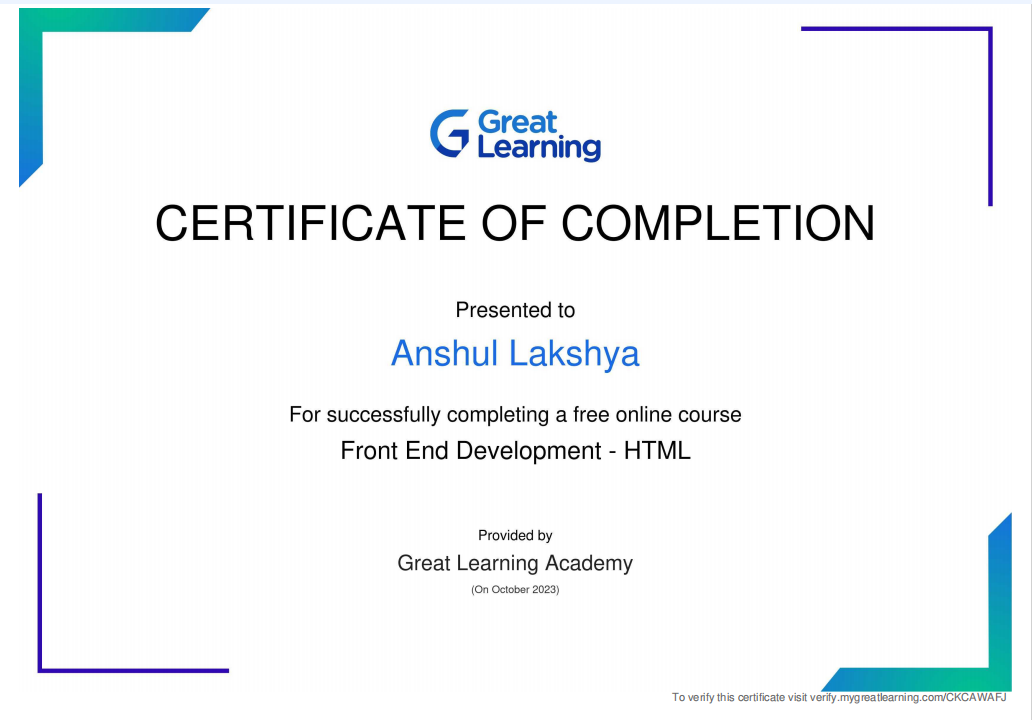 Great
Learning
CERTIFICATE OF COMPLETION
Presented to
Anshul Lakshya
For successfully completing a free online course
Front End Development - HTML
Provided by
Great Learning Academy
(On October 2023)
To verify this certificate visit verify.mygreatlearning.com/CKCAWAFJ